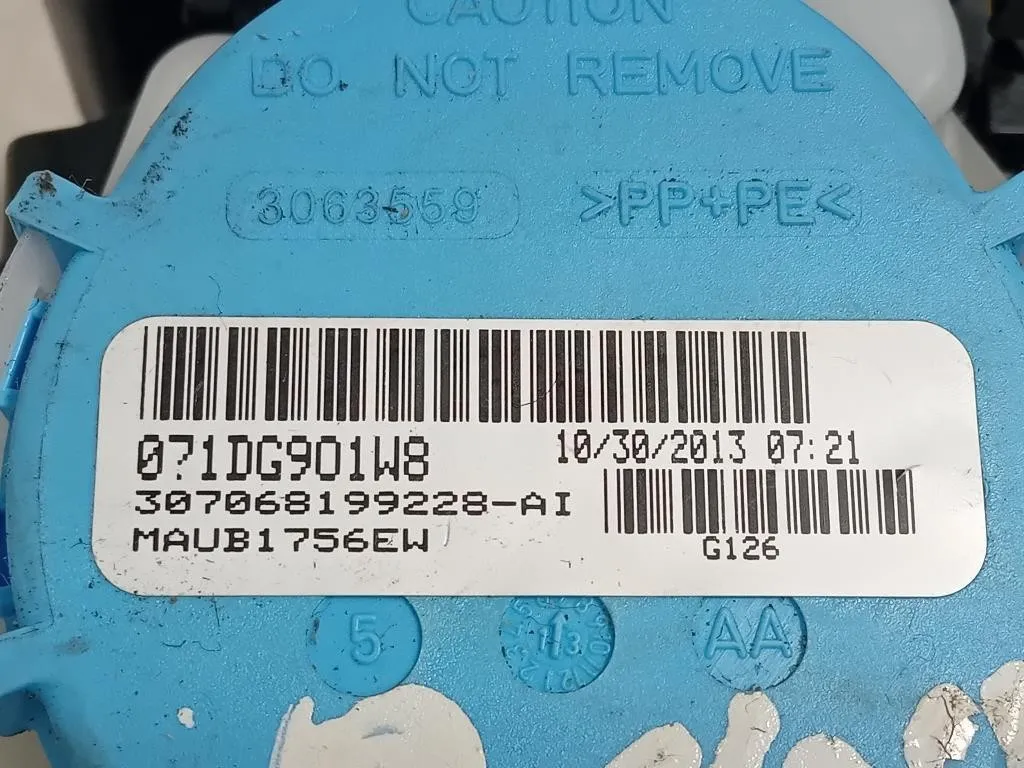 CAUTION
DO NOT REMOVE
3063559 >PP+PE<
071DG901W8 10/30/2013 07:21
307068199228-AI
MAUB1756EW
G126
5 AA